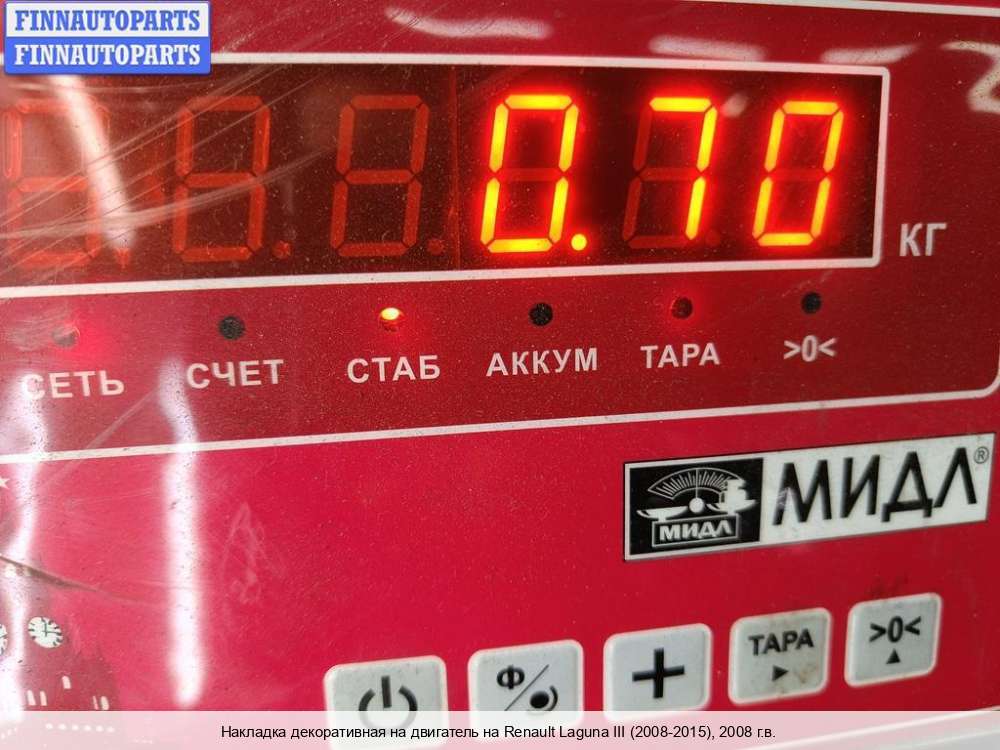 FINNAUTOPARTS
FINNAUTOPARTS
0.70
КГ
СЕТЬ СЧЕТ СТАБ АККУМ ТАРА >0<
МИДЛ МИДЛ®
Ф + ТАРА >0<
Накладка декоративная на двигатель на Renault Laguna III (2008-2015), 2008 г.в.